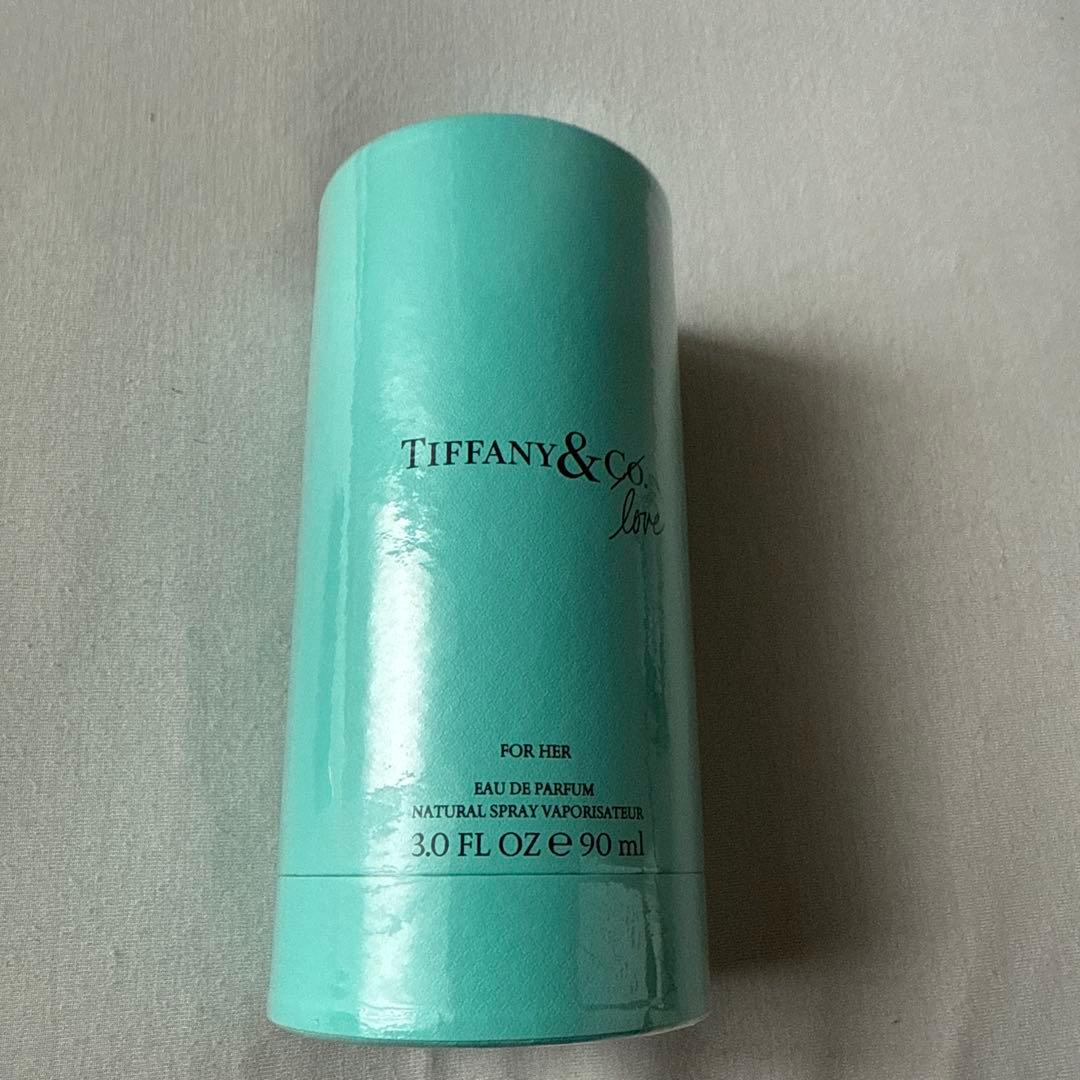 TIFFANY & CO.
love
FOR HER
EAU DE PARFUM
NATURAL SPRAY VAPORISATEUR
3.0 FL OZ ℮ 90 ml